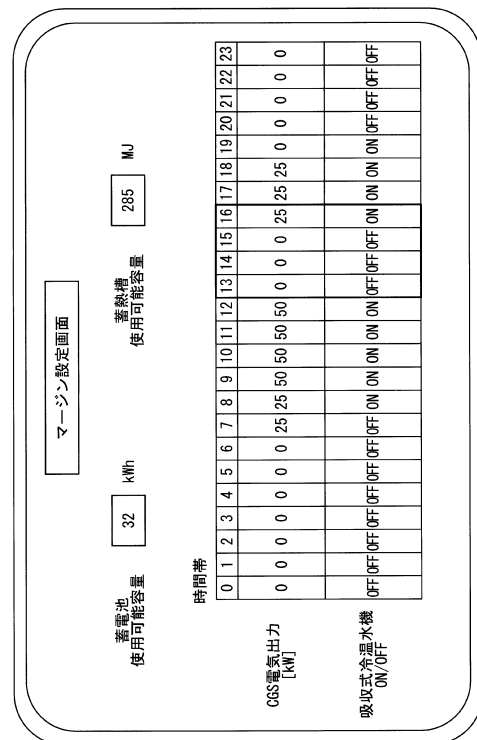 マージン設定画面
蓄電池
使用可能容量
32 kWh
蓄熱槽
使用可能容量
285 MJ
時間帯
0 1 2 3 4 5 6 7 8 9 10 11 12 13 14 15 16 17 18 19 20 21 22 23
CGS電気出力
[kW]
0 0 0 0 0 0 0 25 25 50 50 50 50 0 0 0 25 25 25 0 0 0 0 0
吸収式冷温水機
ON/OFF
OFF OFF OFF OFF OFF OFF OFF OFF ON ON ON ON ON OFF OFF OFF ON ON ON ON OFF OFF OFF OFF